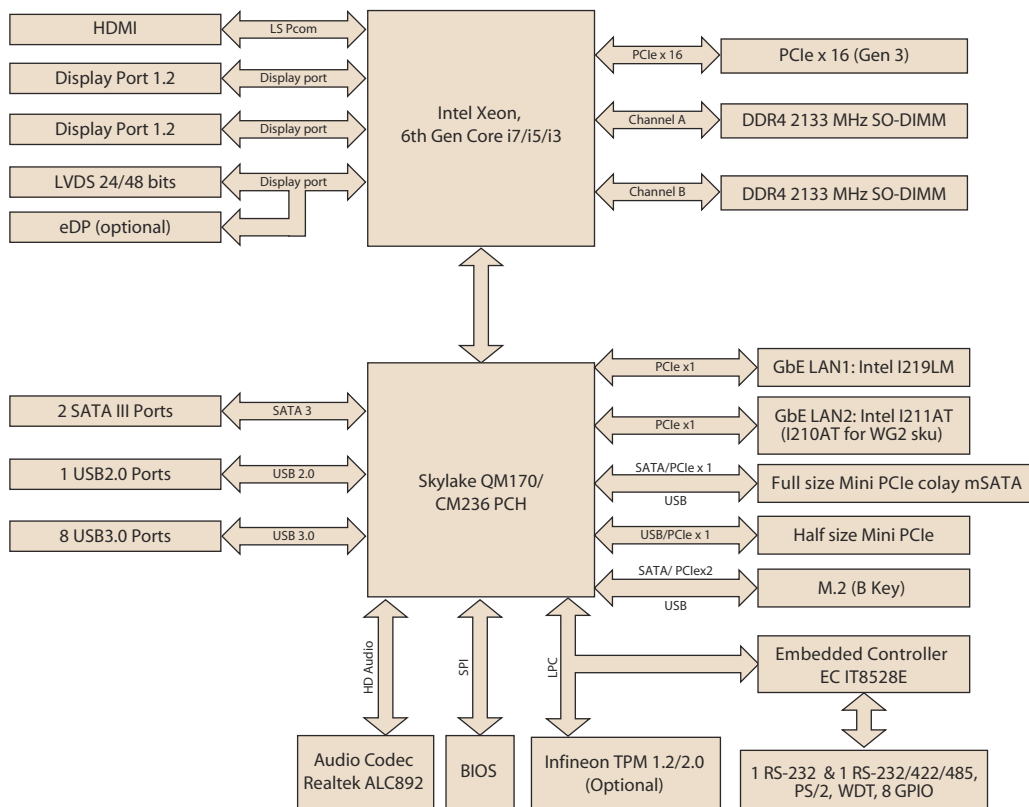 HDMI
LS Pcom
Display Port 1.2
Display port
Display Port 1.2
Display port
LVDS 24/48 bits
Display port
eDP (optional)
Intel Xeon,
6th Gen Core i7/i5/i3
PCIe x 16
PCIe x 16 (Gen 3)
Channel A
DDR4 2133 MHz SO-DIMM
Channel B
DDR4 2133 MHz SO-DIMM
2 SATA III Ports
SATA 3
1 USB2.0 Ports
USB 2.0
8 USB3.0 Ports
USB 3.0
Skylake QM170/
CM236 PCH
PCIe x1
GbE LAN1: Intel I219LM
PCIe x1
GbE LAN2: Intel I211AT
(I210AT for WG2 sku)
SATA/PCIe x 1
USB
Full size Mini PCIe colay mSATA
USB/PCIe x 1
Half size Mini PCIe
SATA/ PCIex2
USB
M.2 (B Key)
HD Audio
SPI
LPC
Embedded Controller
EC IT8528E
Audio Codec
Realtek ALC892
BIOS
Infineon TPM 1.2/2.0
(Optional)
1 RS-232 & 1 RS-232/422/485,
PS/2, WDT, 8 GPIO